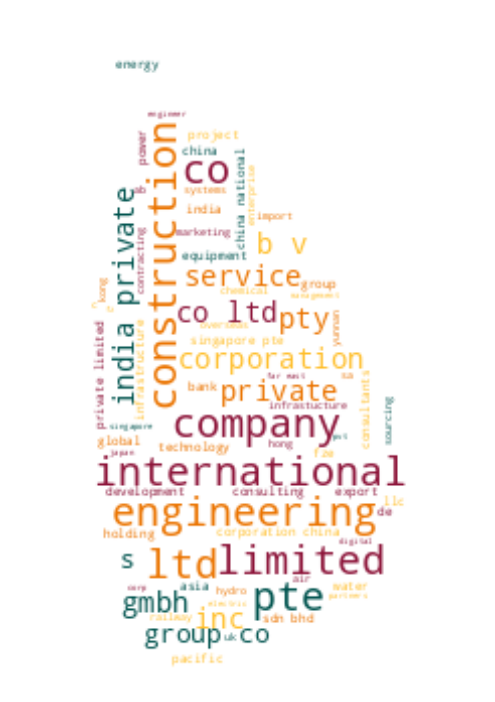 energy
engineer
construction
power
project
china
co
ab
systems
china national
enterprise
india private
india
import
marketing
contracting
b v
equipment
service
group
kong
chemical
management
co ltd
pty
overseas
yunnan
private limited
infrastructure
singapore pte
corporation
far east
sa
bank
private
consultants
infrastucture
sourcing
company
singapore
pvt
global
technology
hong
japan
fze
international
development
consulting
export
llc
engineering
de
holding
corporation china
digital
s
ltd
limited
air
corp
asia
hydro
water
gmbh
pte
partners
electric
railway
inc
sdn bhd
group
uk
co
pacific